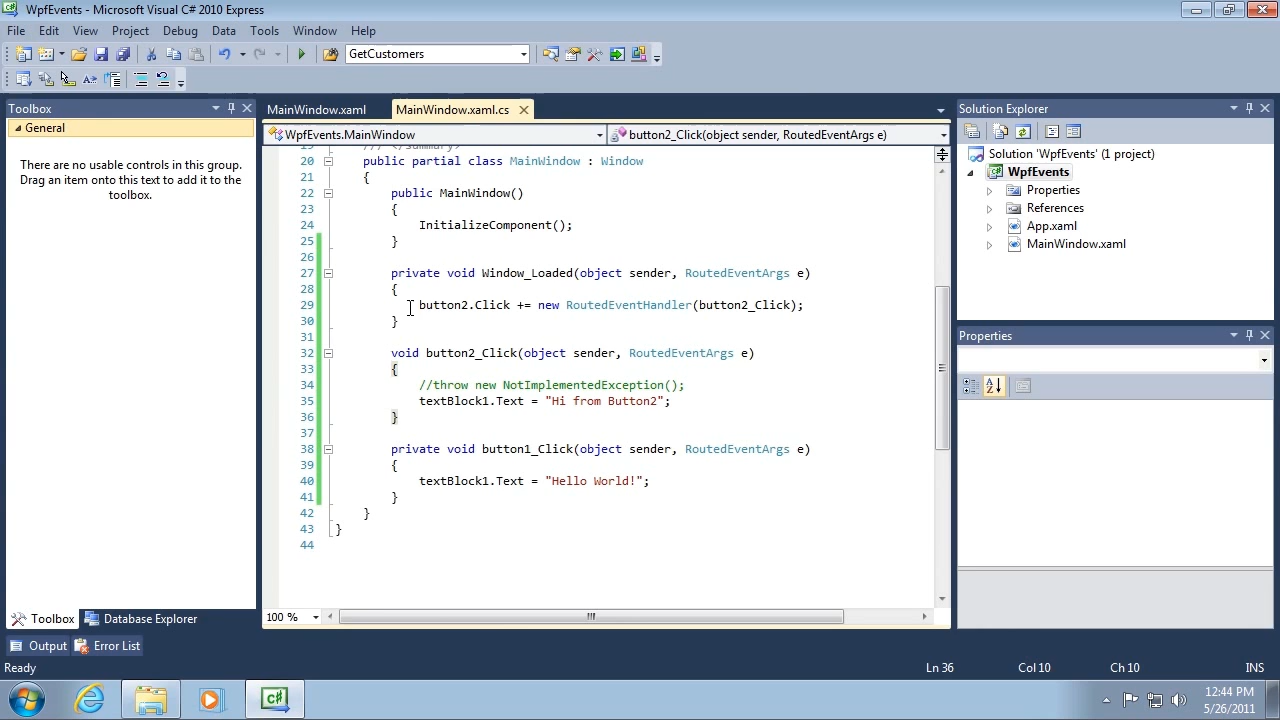 WpfEvents - Microsoft Visual C# 2010 Express
File Edit View Project Debug Data Tools Window Help
GetCustomers
Toolbox
General
There are no usable controls in this group.
Drag an item onto this text to add it to the
toolbox.
Toolbox Database Explorer
MainWindow.xaml MainWindow.xaml.cs
WpfEvents.MainWindow button2_Click(object sender, RoutedEventArgs e)
19 /// </summary>
20 public partial class MainWindow : Window
21 {
22 public MainWindow()
23 {
24 InitializeComponent();
25 }
26
27 private void Window_Loaded(object sender, RoutedEventArgs e)
28 {
29 button2.Click += new RoutedEventHandler(button2_Click);
30 }
31
32 void button2_Click(object sender, RoutedEventArgs e)
33 {
34 //throw new NotImplementedException();
35 textBlock1.Text = "Hi from Button2";
36 }
37
38 private void button1_Click(object sender, RoutedEventArgs e)
39 {
40 textBlock1.Text = "Hello World!";
41 }
42 }
43 }
44
100 %
Solution Explorer
Solution 'WpfEvents' (1 project)
WpfEvents
Properties
References
App.xaml
MainWindow.xaml
Properties
Output Error List
Ready Ln 36 Col 10 Ch 10 INS
12:44 PM
5/26/2011